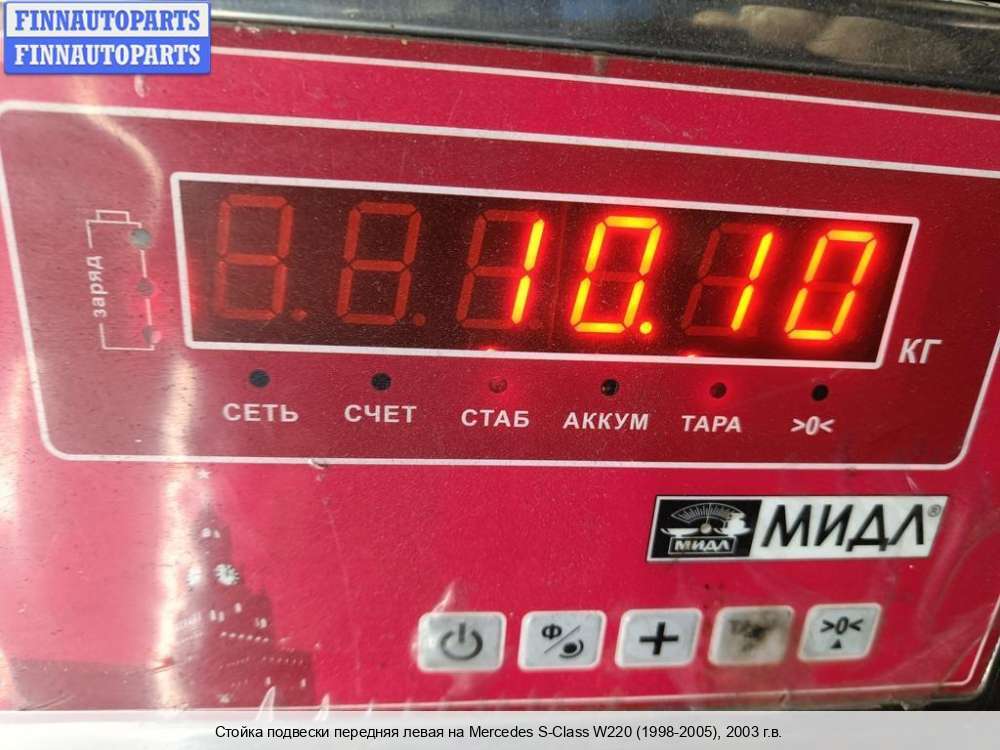 FINNAUTOPARTS
FINNAUTOPARTS
заряд
10.10
КГ
СЕТЬ СЧЕТ СТАБ АККУМ ТАРА >0<
МИДЛ МИДЛ®
Ф + >0<
Стойка подвески передняя левая на Mercedes S-Class W220 (1998-2005), 2003 г.в.